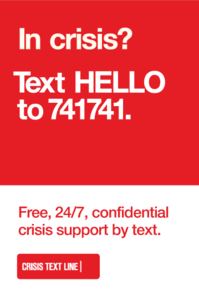 In crisis?
Text HELLO
to 741741.
Free, 24/7, confidential
crisis support by text.
CRISIS TEXT LINE|